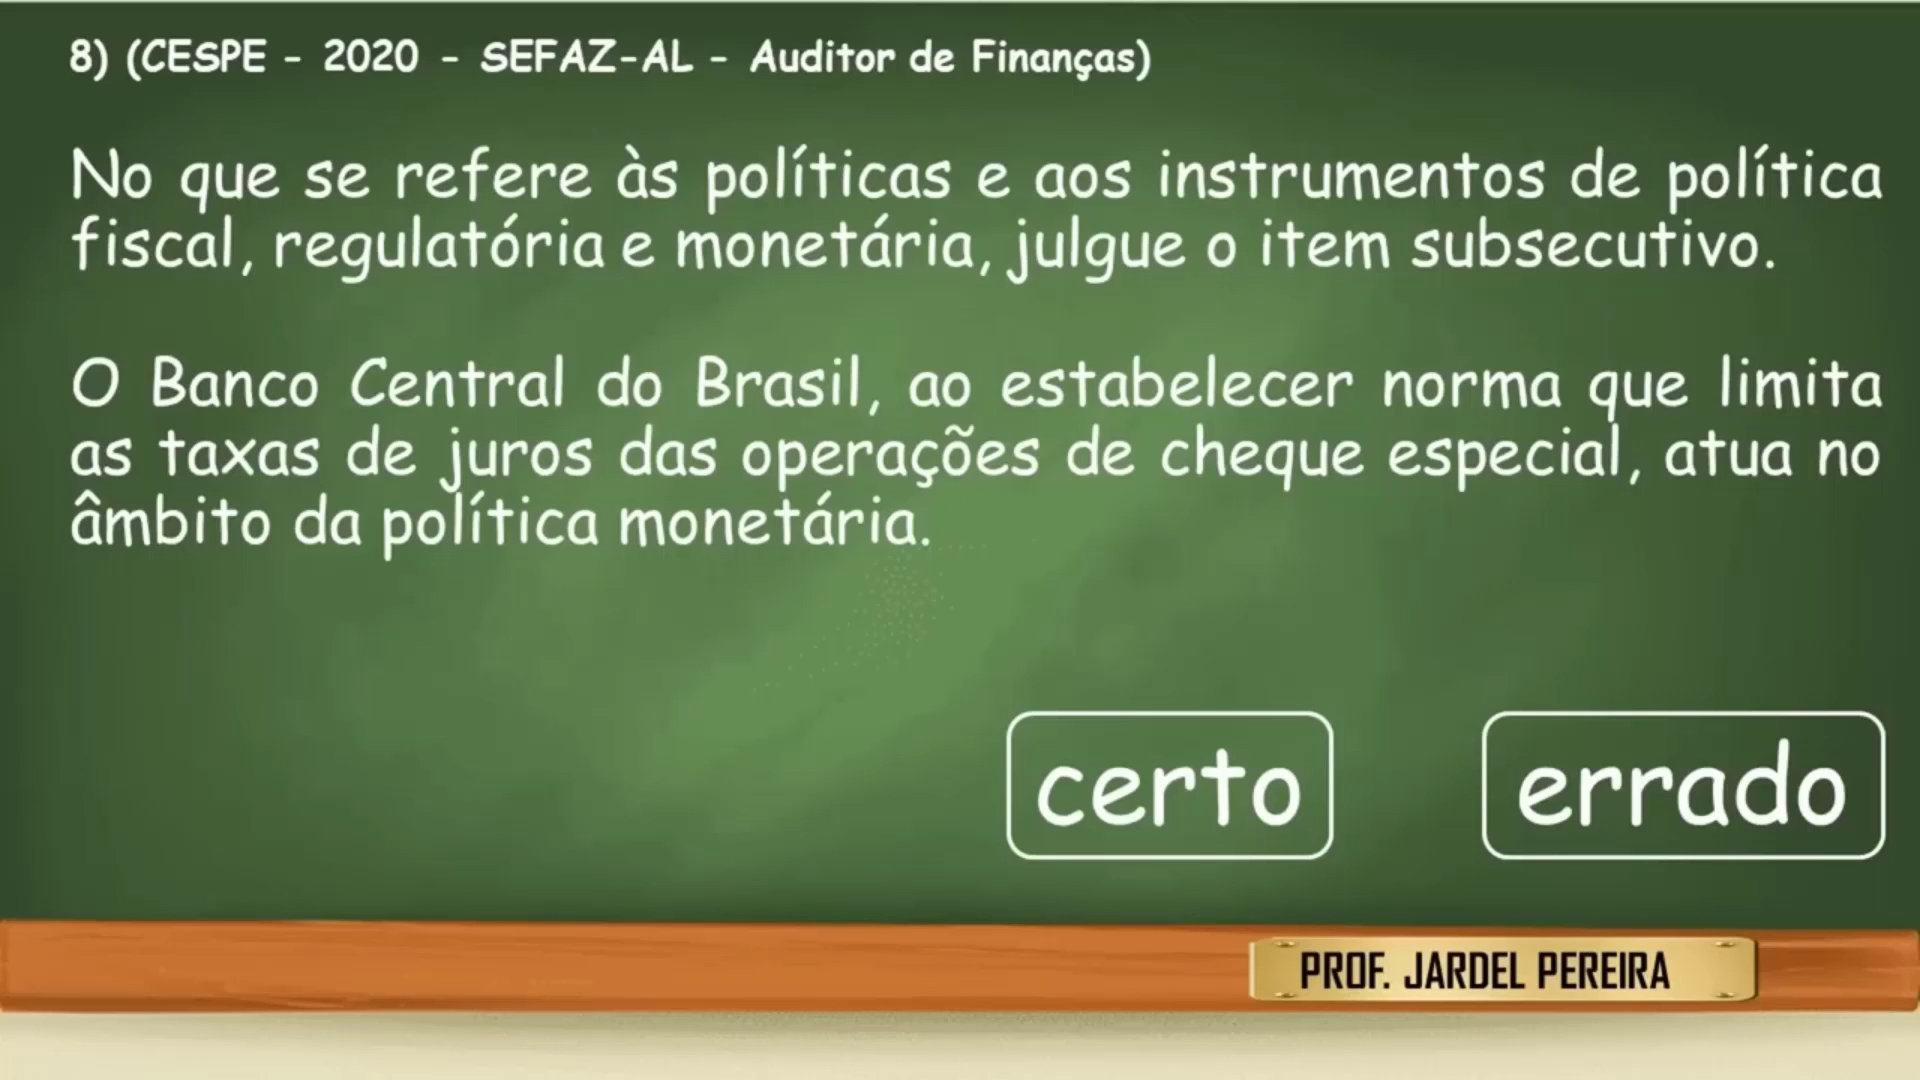 8) (CESPE - 2020 - SEFAZ-AL - Auditor de Finanças)
No que se refere às políticas e aos instrumentos de política
fiscal, regulatória e monetária, julgue o item subsecutivo.
O Banco Central do Brasil, ao estabelecer norma que limita
as taxas de juros das operações de cheque especial, atua no
âmbito da política monetária.
certo errado
PROF. JARDEL PEREIRA